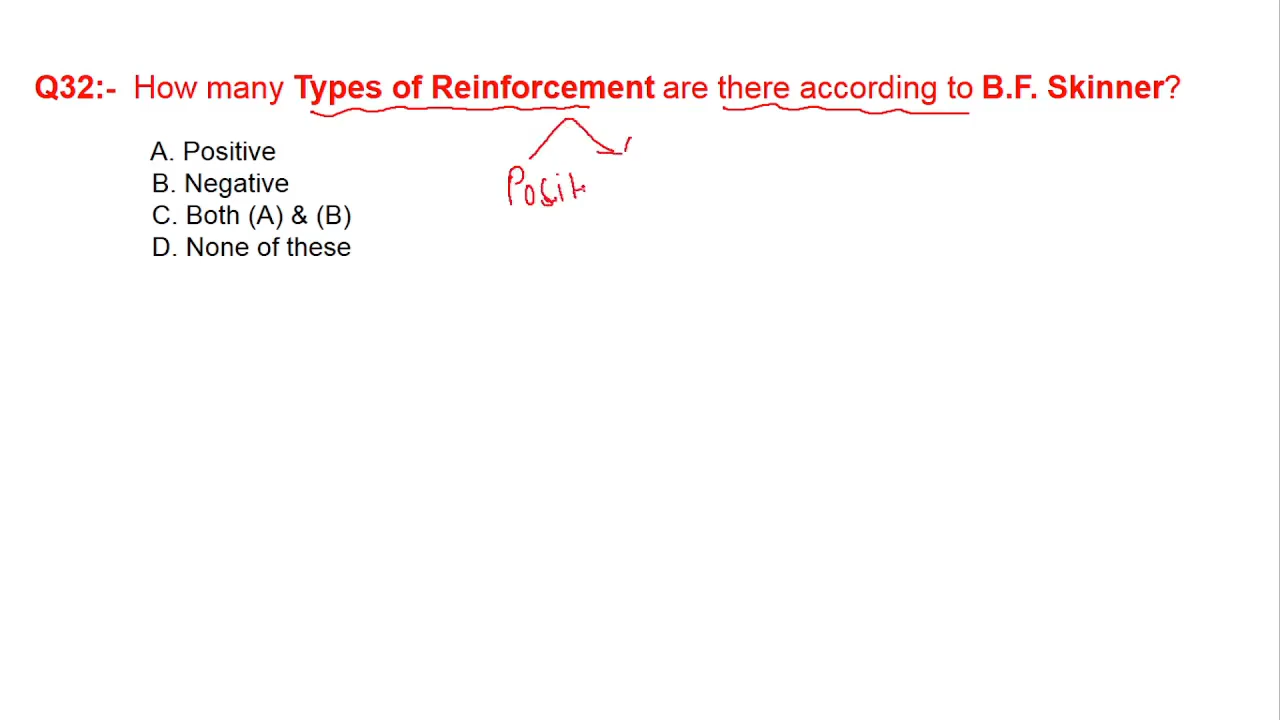 Q32:- How many Types of Reinforcement are there according to B.F. Skinner?
A. Positive
B. Negative
C. Both (A) & (B)
D. None of these
Posit